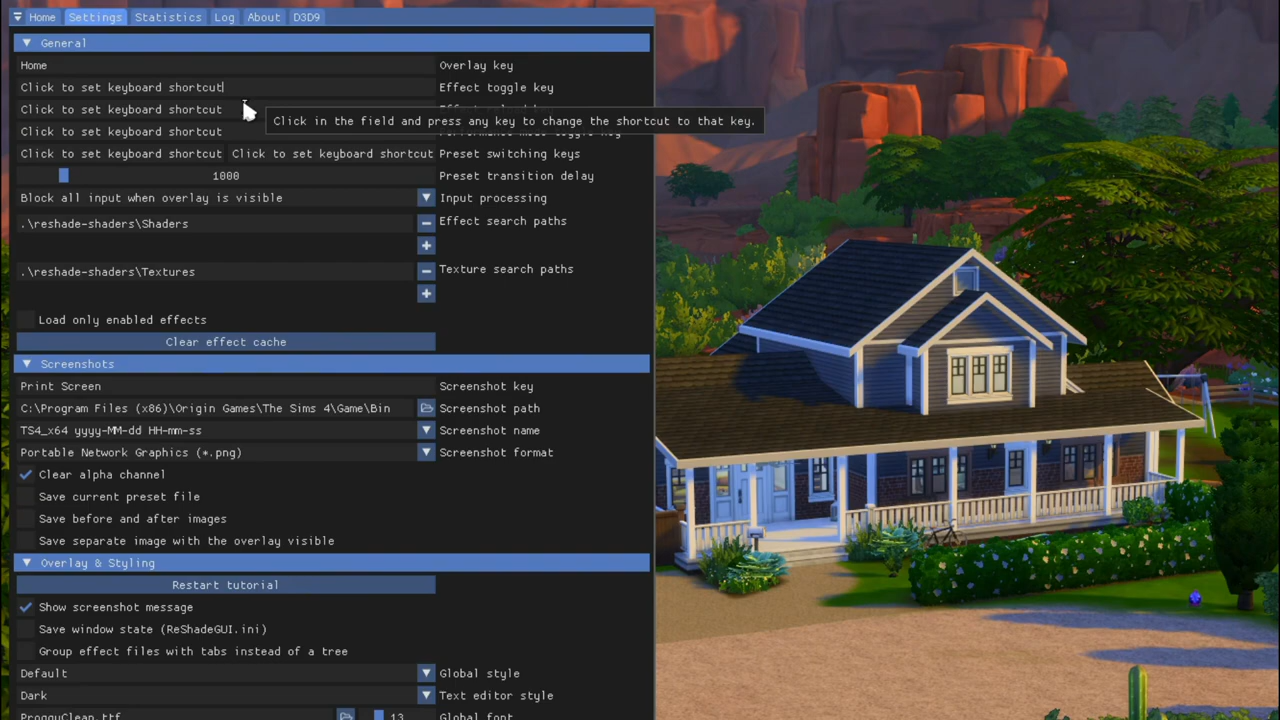 Home Settings Statistics Log About D3D9
General
Home Overlay key
Click to set keyboard shortcut Effect toggle key
Click to set keyboard shortcut
Click in the field and press any key to change the shortcut to that key.
Click to set keyboard shortcut
Click to set keyboard shortcut Click to set keyboard shortcut Preset switching keys
1000 Preset transition delay
Block all input when overlay is visible Input processing
.\reshade-shaders\Shaders Effect search paths
.\reshade-shaders\Textures Texture search paths
Load only enabled effects
Clear effect cache
Screenshots
Print Screen Screenshot key
C:\Program Files (x86)\Origin Games\The Sims 4\Game\Bin Screenshot path
TS4_x64 yyyy-MM-dd HH-mm-ss Screenshot name
Portable Network Graphics (*.png) Screenshot format
Clear alpha channel
Save current preset file
Save before and after images
Save separate image with the overlay visible
Overlay & Styling
Restart tutorial
Show screenshot message
Save window state (ReShadeGUI.ini)
Group effect files with tabs instead of a tree
Default Global style
Dark Text editor style
ProggyClean.ttf 13 Global font